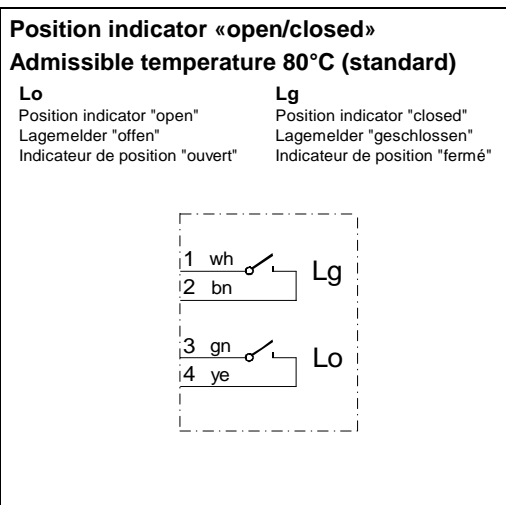 Position indicator «open/closed»
Admissible temperature 80°C (standard)
Lo
Position indicator "open"
Lagemelder "offen"
Indicateur de position "ouvert"
Lg
Position indicator "closed"
Lagemelder "geschlossen"
Indicateur de position "fermé"
1 wh
2 bn
Lg
3 gn
4 ye
Lo